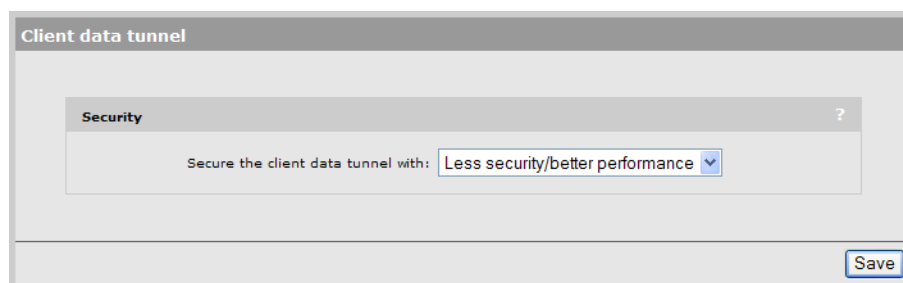 Client data tunnel
Security ?
Secure the client data tunnel with: Less security/better performance
Save